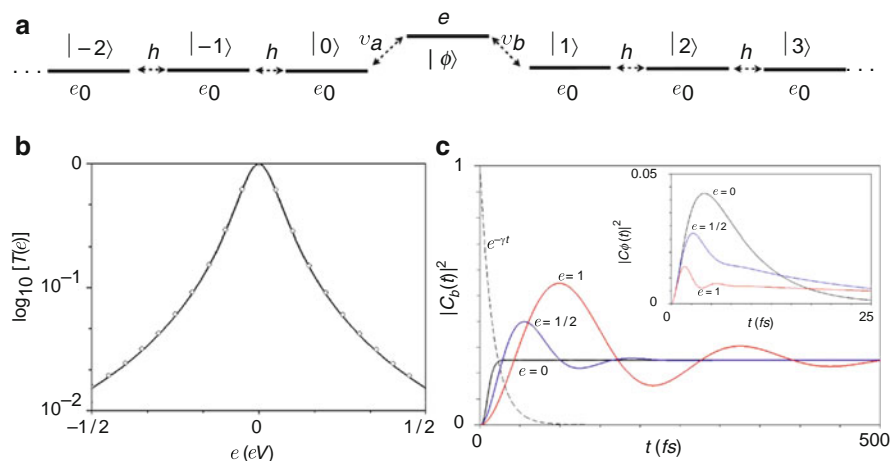 a
e
|−2⟩ h |−1⟩ h |0⟩ υa υb |1⟩ h |2⟩ h |3⟩
|ϕ⟩
. . . . . .
e0 e0 e0 e0 e0 e0
b
0
10⁻¹
10⁻²
log10 [T(e)]
−1/2 0 1/2
e (eV)
c
1
0
|Cb(t)|²
e^−γt
e = 1
e = 1/2
e = 0
0 500
t (fs)
0.05
0
|Cϕ(t)|²
e = 0
e = 1/2
e = 1
0 25
t (fs)